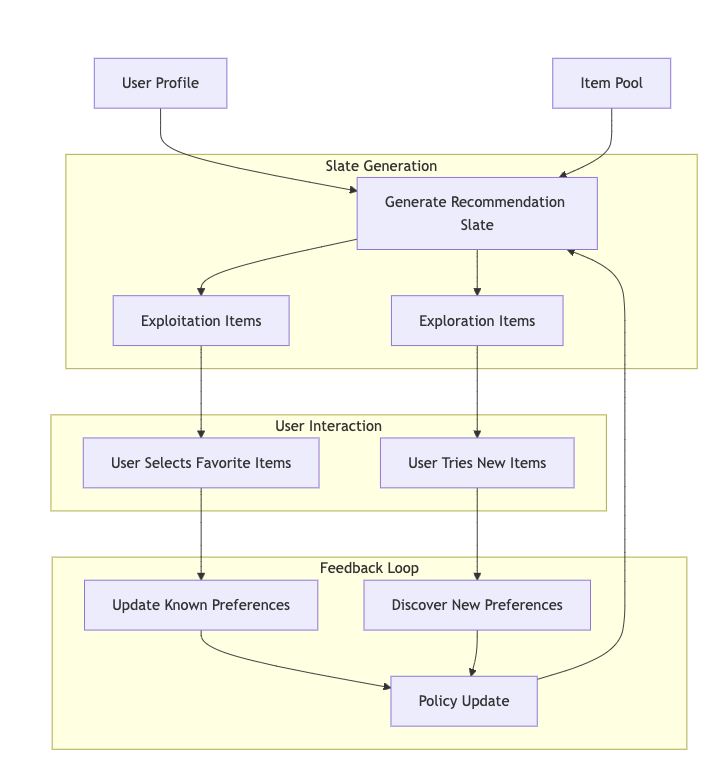 User Profile
Item Pool
Slate Generation
Generate Recommendation
Slate
Exploitation Items
Exploration Items
User Interaction
User Selects Favorite Items
User Tries New Items
Feedback Loop
Update Known Preferences
Discover New Preferences
Policy Update